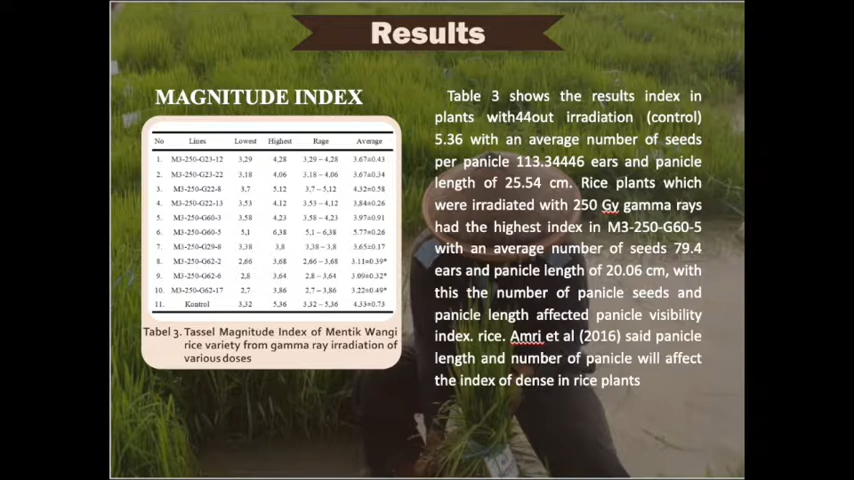 Results
MAGNITUDE INDEX
No Lines Lowest Highest Rage Average
1. M3-250-G23-12 3,29 4,28 3,29 – 4,28 3.67±0.43
2. M3-250-G23-22 3,18 4,06 3,18 – 4,06 3.67±0.34
3. M3-250-G22-8 3,7 5,12 3,7 – 5,12 4,32±0.58
4. M3-250-G22-13 3,53 4,12 3,53 – 4,12 3,84±0.26
5. M3-250-G60-3 3,58 4,23 3,58 – 4,23 3,97±0.91
6. M3-250-G60-5 5,1 6,38 5,1 – 6,38 5.77±0.26
7. M3-250-G29-8 3,38 3,8 3,38 – 3,8 3.65±0.17
8. M3-250-G62-2 2,66 3,68 2,66 – 3,68 3.11±0.39*
9. M3-250-G62-6 2,8 3,64 2,8 – 3,64 3.09±0.32*
10. M3-250-G62-17 2,7 3,86 2,7 – 3,86 3.22±0.49*
11. Kontrol 3,32 5,36 3,32 – 5,36 4.33±0.73
Tabel 3. Tassel Magnitude Index of Mentik Wangi
rice variety from gamma ray irradiation of
various doses
Table 3 shows the results index in
plants with44out irradiation (control)
5.36 with an average number of seeds
per panicle 113.34446 ears and panicle
length of 25.54 cm. Rice plants which
were irradiated with 250 Gy gamma rays
had the highest index in M3-250-G60-5
with an average number of seeds 79.4
ears and panicle length of 20.06 cm, with
this the number of panicle seeds and
panicle length affected panicle visibility
index. rice. Amri et al (2016) said panicle
length and number of panicle will affect
the index of dense in rice plants